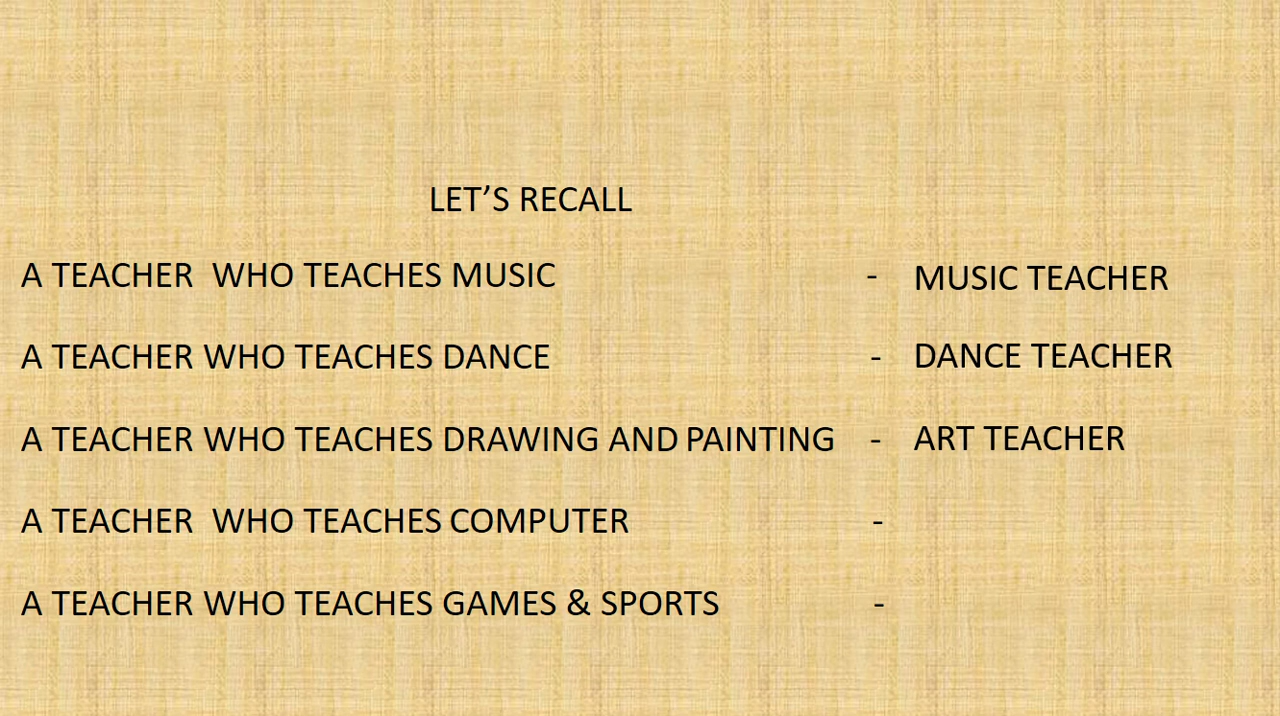 LET’S RECALL
A TEACHER WHO TEACHES MUSIC - MUSIC TEACHER
A TEACHER WHO TEACHES DANCE - DANCE TEACHER
A TEACHER WHO TEACHES DRAWING AND PAINTING - ART TEACHER
A TEACHER WHO TEACHES COMPUTER -
A TEACHER WHO TEACHES GAMES & SPORTS -